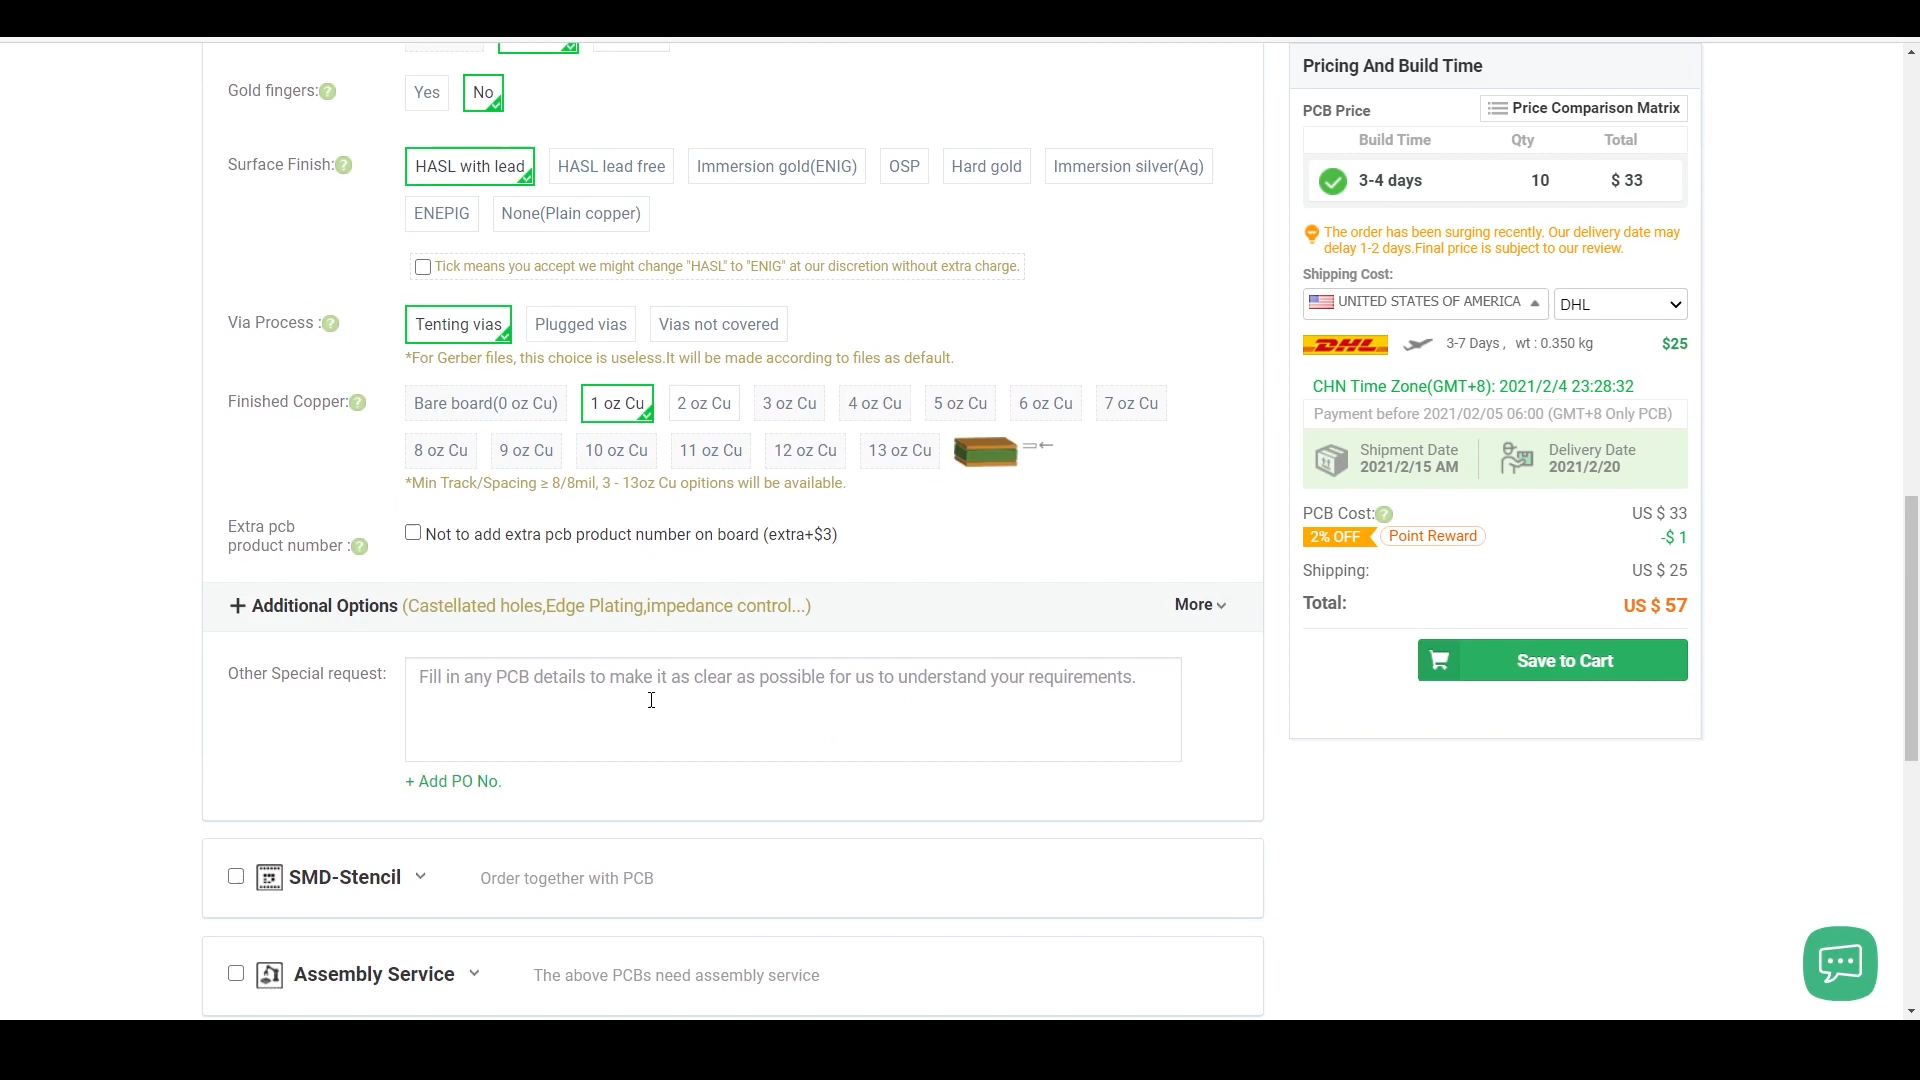 Gold fingers:
Yes
No
Surface Finish:
HASL with lead
HASL lead free
Immersion gold(ENIG)
OSP
Hard gold
Immersion silver(Ag)
ENEPIG
None(Plain copper)
Tick means you accept we might change "HASL" to "ENIG" at our discretion without extra charge.
Via Process :
Tenting vias
Plugged vias
Vias not covered
*For Gerber files, this choice is useless.It will be made according to files as default.
Finished Copper:
Bare board(0 oz Cu)
1 oz Cu
2 oz Cu
3 oz Cu
4 oz Cu
5 oz Cu
6 oz Cu
7 oz Cu
8 oz Cu
9 oz Cu
10 oz Cu
11 oz Cu
12 oz Cu
13 oz Cu
*Min Track/Spacing ≥ 8/8mil, 3 - 13oz Cu opitions will be available.
Extra pcb
product number :
Not to add extra pcb product number on board (extra+$3)
Additional Options (Castellated holes,Edge Plating,impedance control...)
More
Other Special request:
Fill in any PCB details to make it as clear as possible for us to understand your requirements.
+ Add PO No.
SMD-Stencil
Order together with PCB
Assembly Service
The above PCBs need assembly service
Pricing And Build Time
PCB Price
Price Comparison Matrix
Build Time Qty Total
3-4 days 10 $ 33
The order has been surging recently. Our delivery date may
delay 1-2 days.Final price is subject to our review.
Shipping Cost:
UNITED STATES OF AMERICA
DHL
DHL
3-7 Days , wt : 0.350 kg
$25
CHN Time Zone(GMT+8): 2021/2/4 23:28:32
Payment before 2021/02/05 06:00 (GMT+8 Only PCB)
Shipment Date
2021/2/15 AM
Delivery Date
2021/2/20
PCB Cost:
US $ 33
2% OFF
Point Reward
-$ 1
Shipping:
US $ 25
Total:
US $ 57
Save to Cart